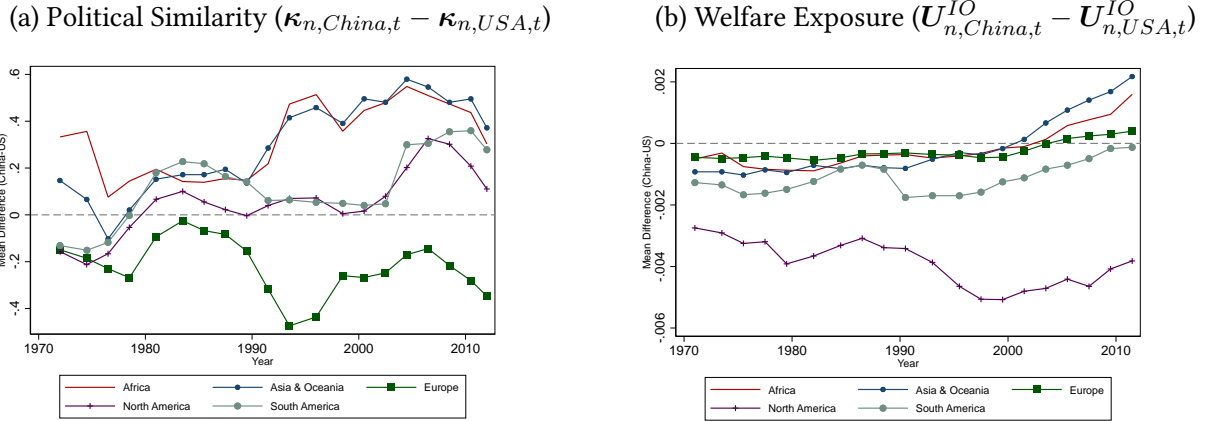 (a) Political Similarity (κn,China,t − κn,USA,t)
Mean Difference (China-US)
.6
.4
.2
0
-.2
-.4
1970 1980 1990 2000 2010
Year
Africa Asia & Oceania Europe
North America South America
(b) Welfare Exposure (U^IO_n,China,t − U^IO_n,USA,t)
Mean Difference (China-US)
.002
0
-.002
-.004
-.006
1970 1980 1990 2000 2010
Year
Africa Asia & Oceania Europe
North America South America